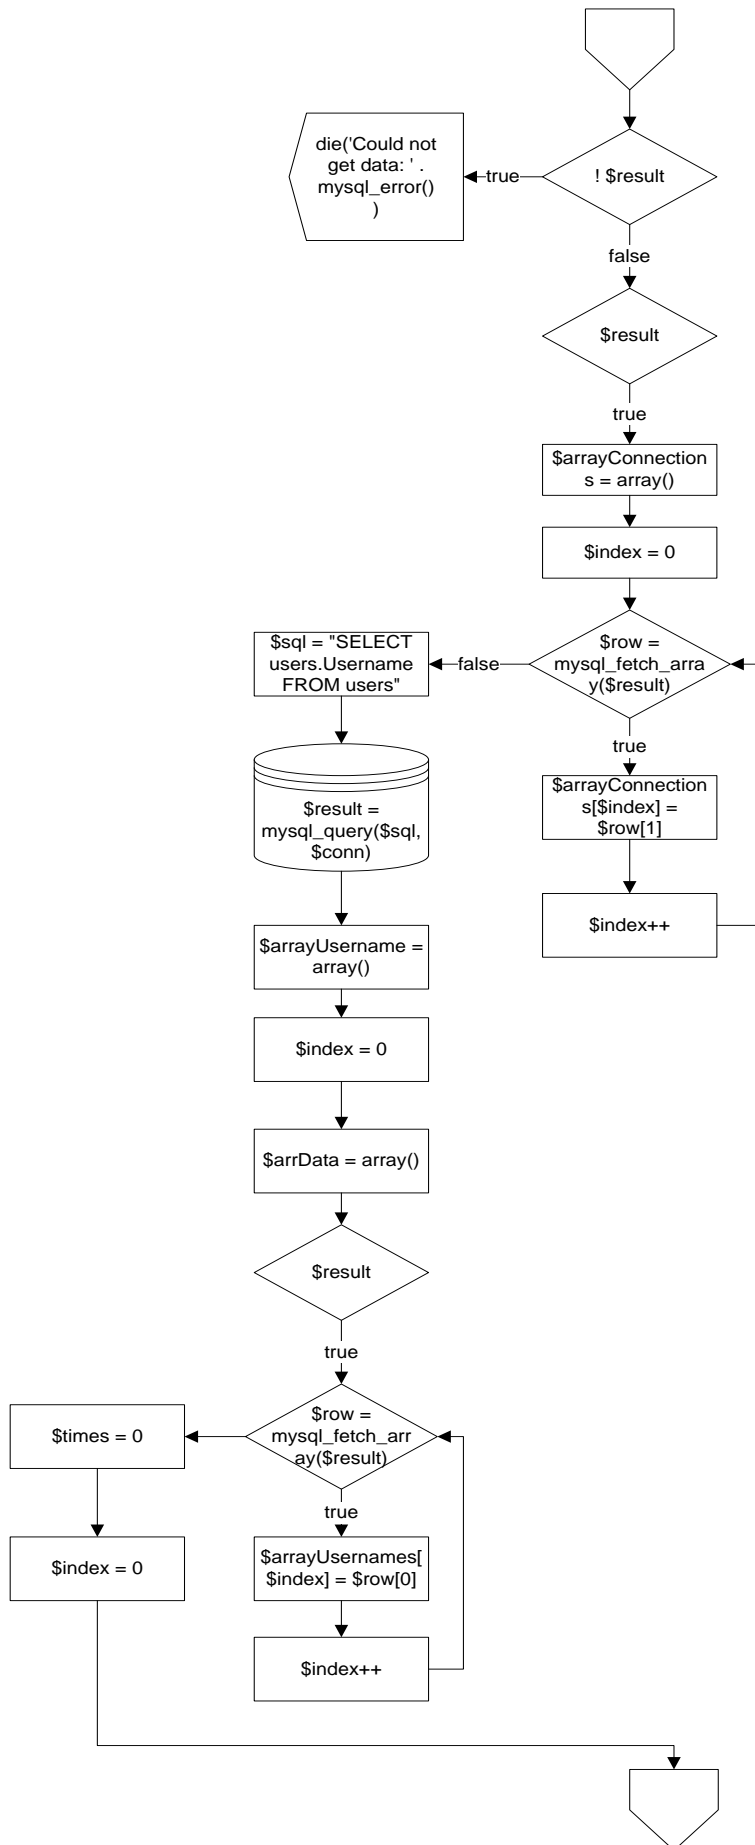 die('Could not
get data: ' .
mysql_error()
)
true
! $result
false
$result
true
$arrayConnection
s = array()
$index = 0
$row =
mysql_fetch_arra
y($result)
false
$sql = "SELECT
users.Username
FROM users"
true
$arrayConnection
s[$index] =
$row[1]
$index++
$result =
mysql_query($sql,
$conn)
$arrayUsername =
array()
$index = 0
$arrData = array()
$result
true
$row =
mysql_fetch_arr
ay($result)
$times = 0
true
$index = 0
$arrayUsernames[
$index] = $row[0]
$index++